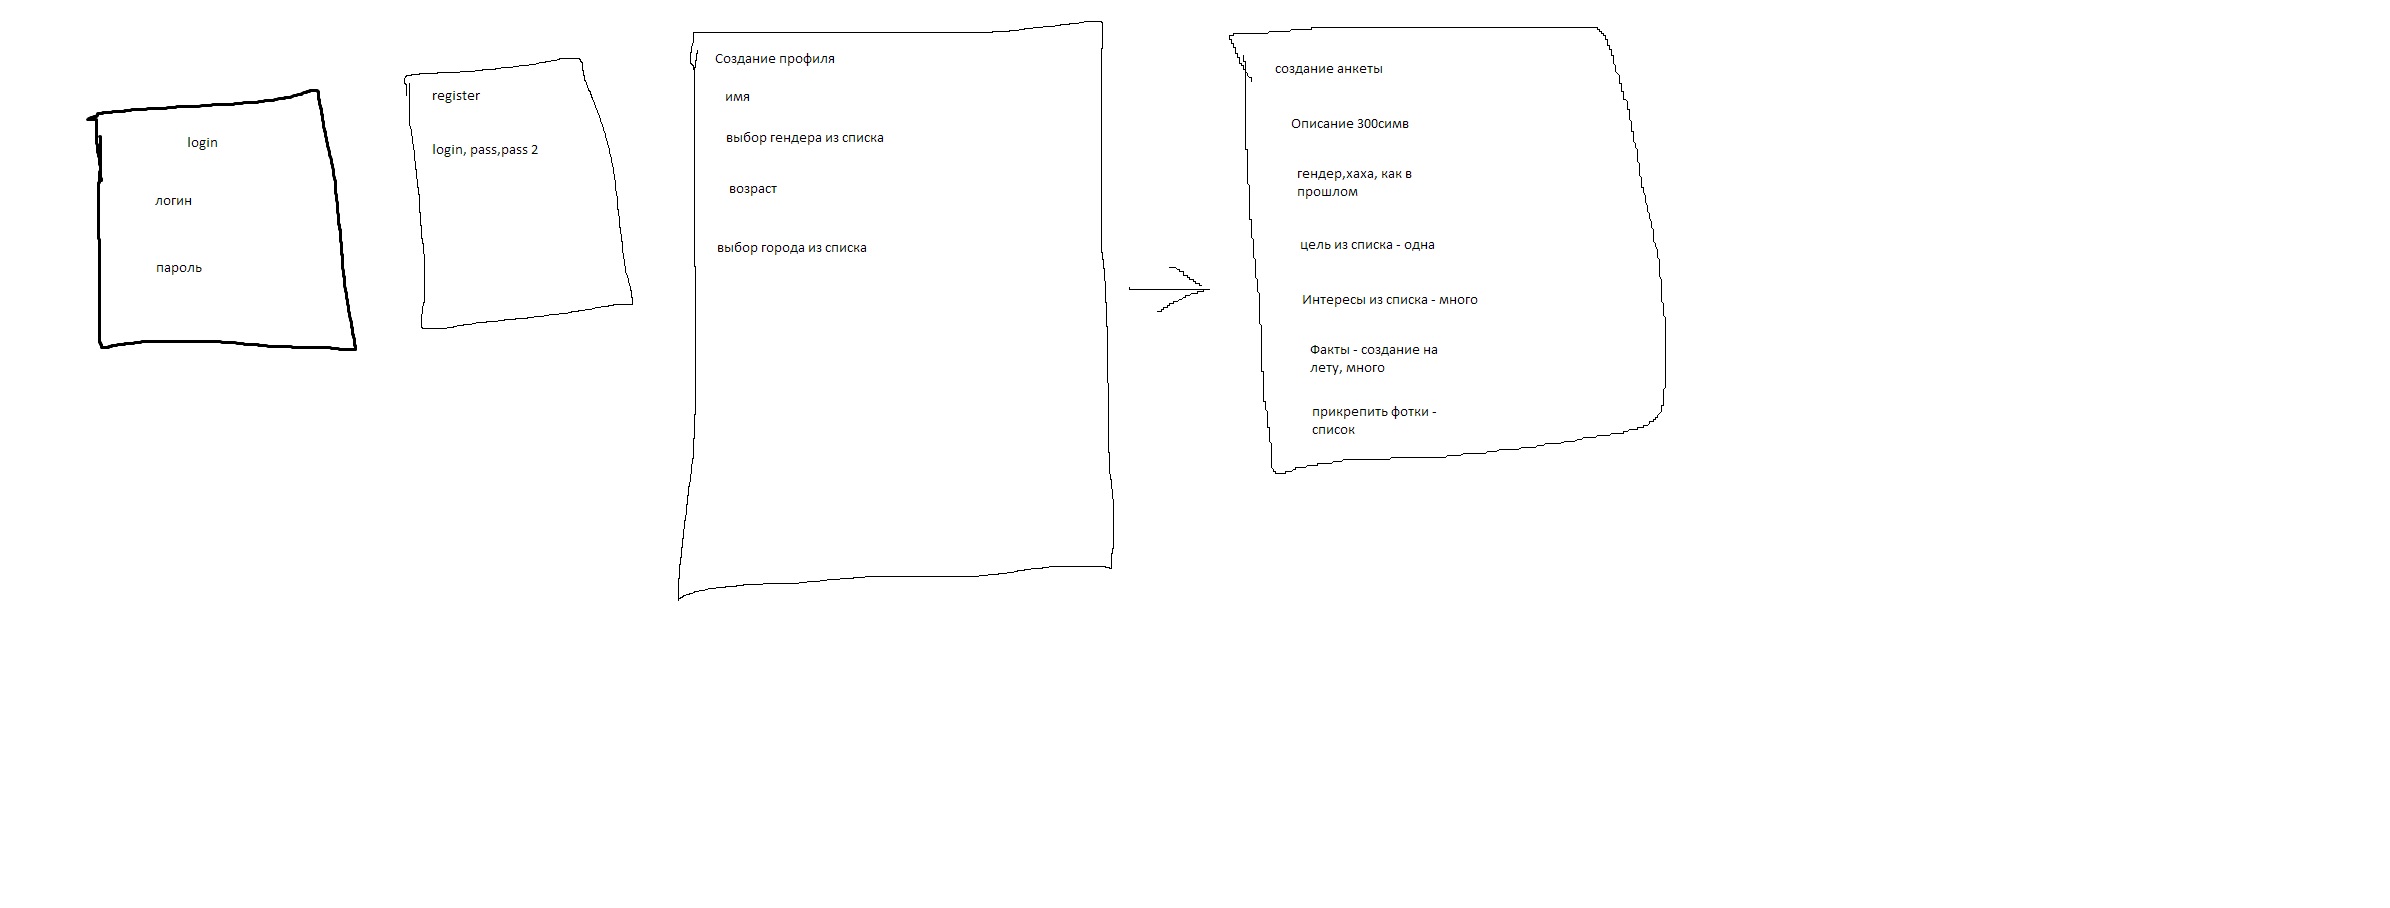 login
логин
пароль
register
login, pass,pass 2
Создание профиля
имя
выбор гендера из списка
возраст
выбор города из списка
создание анкеты
Описание 300симв
гендер,хаха, как в
прошлом
цель из списка - одна
Интересы из списка - много
Факты - создание на
лету, много
прикрепить фотки -
список